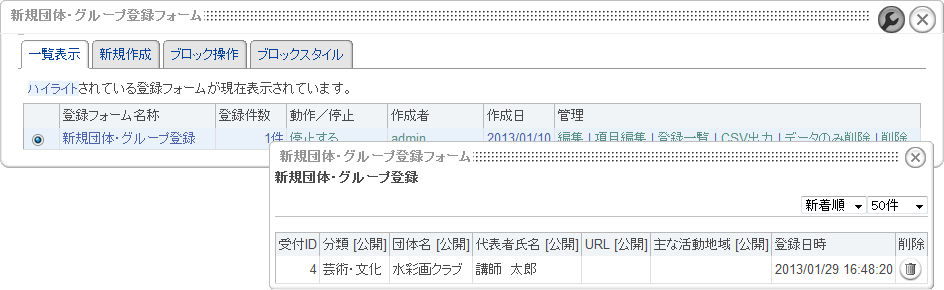 新規団体・グループ登録フォーム
一覧表示 新規作成 ブロック操作 ブロックスタイル
ハイライトされている登録フォームが現在表示されています。
登録フォーム名称 登録件数 動作／停止 作成者 作成日 管理
新規団体・グループ登録 1件 停止する admin 2013/01/10 編集 | 項目編集 | 登録一覧 | CSV出力 | データのみ削除 | 削除
新規団体・グループ登録フォーム
新規団体・グループ登録
新着順 50件
受付ID 分類 [公開] 団体名 [公開] 代表者氏名 [公開] URL [公開] 主な活動地域 [公開] 登録日時 削除
4 芸術・文化 水彩画クラブ 講師　太郎 2013/01/29 16:48:20